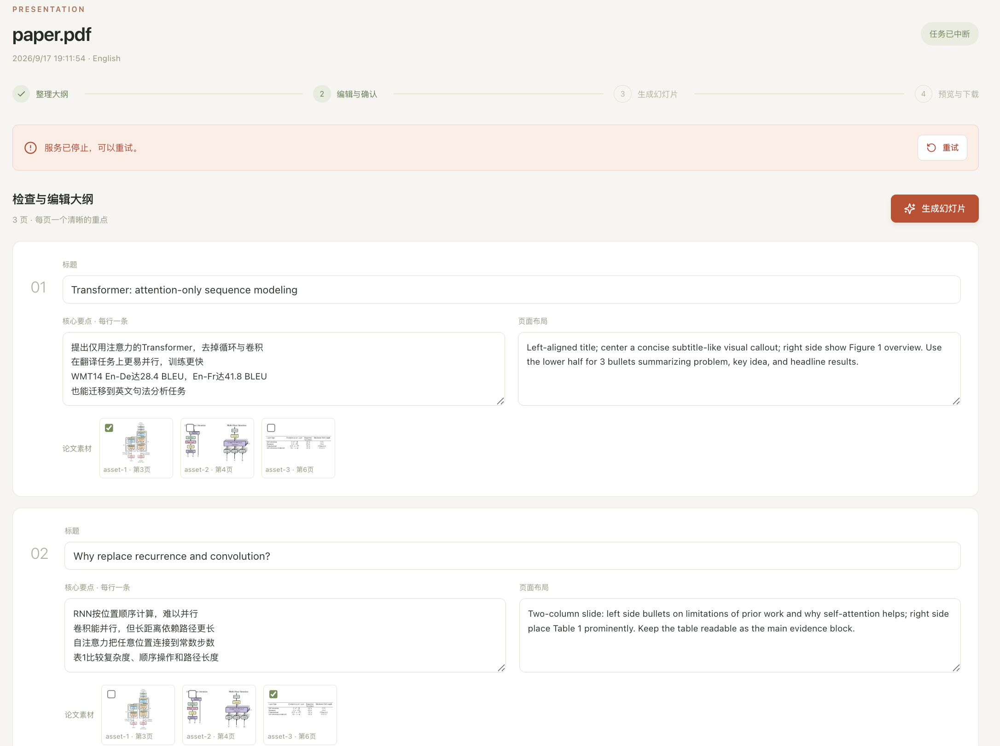 PRESENTATION
paper.pdf
任务已中断
2026/9/17 19:11:54 · English
整理大纲
2 编辑与确认
3 生成幻灯片
4 预览与下载
服务已停止，可以重试。
重试
检查与编辑大纲
3 页 · 每页一个清晰的重点
生成幻灯片
01
标题
Transformer: attention-only sequence modeling
核心要点 · 每行一条
提出仅用注意力的Transformer，去掉循环与卷积
在翻译任务上更易并行，训练更快
WMT14 En-De达28.4 BLEU，En-Fr达41.8 BLEU
也能迁移到英文句法分析任务
页面布局
Left-aligned title; center a concise subtitle-like visual callout; right side show Figure 1 overview. Use
the lower half for 3 bullets summarizing problem, key idea, and headline results.
论文素材
asset-1 · 第3页
Multi-Head Attention
asset-2 · 第4页
asset-3 · 第6页
02
标题
Why replace recurrence and convolution?
核心要点 · 每行一条
RNN按位置顺序计算，难以并行
卷积能并行，但长距离依赖路径更长
自注意力把任意位置连接到常数步数
表1比较复杂度、顺序操作和路径长度
页面布局
Two-column slide: left side bullets on limitations of prior work and why self-attention helps; right side
place Table 1 prominently. Keep the table readable as the main evidence block.
论文素材
asset-1 · 第3页
Multi-Head Attention
asset-2 · 第4页
asset-3 · 第6页